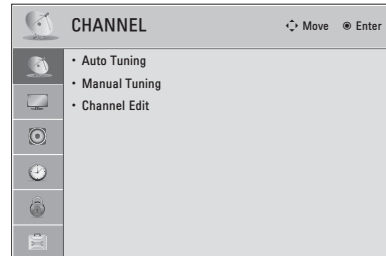 CHANNEL
Move Enter
• Auto Tuning
• Manual Tuning
• Channel Edit